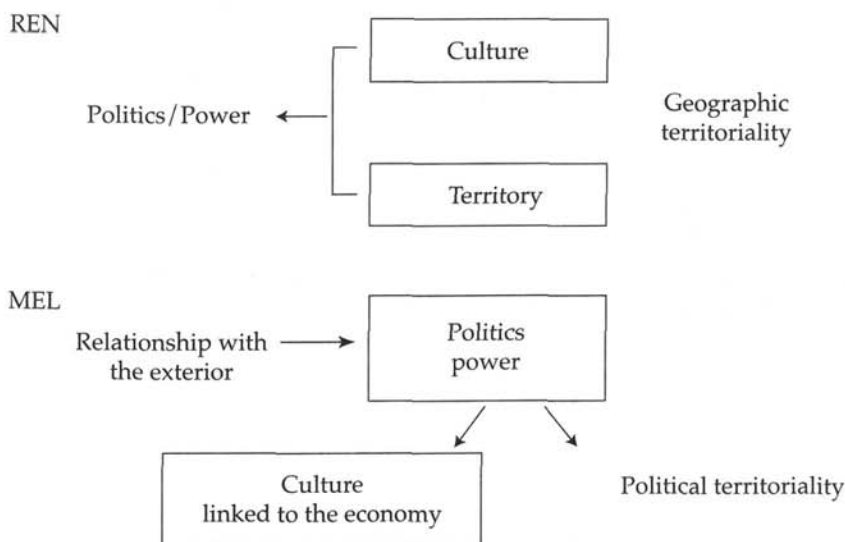 REN
Culture
Politics/Power
Geographic
territoriality
Territory
MEL
Relationship with
the exterior
Politics
power
Culture
linked to the economy
Political territoriality